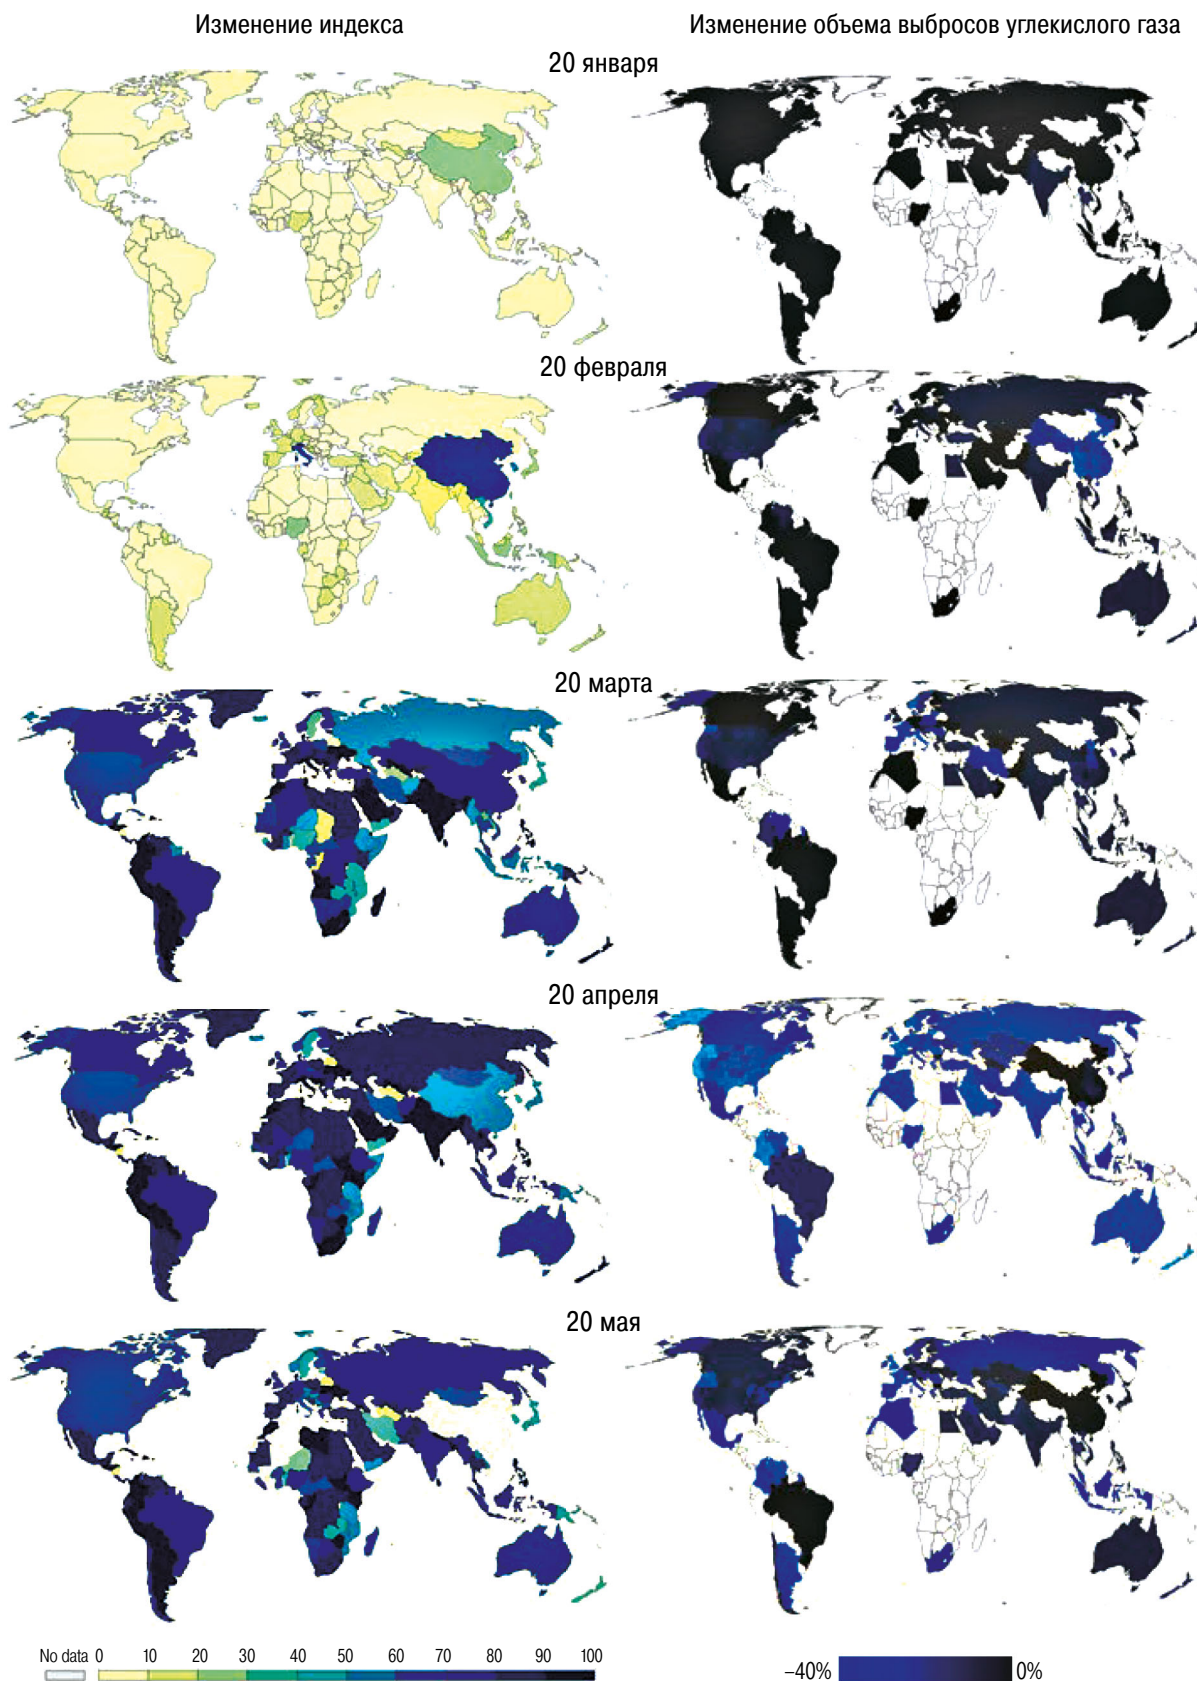 Изменение индекса
Изменение объема выбросов углекислого газа
20 января
20 февраля
20 марта
20 апреля
20 мая
No data 0 10 20 30 40 50 60 70 80 90 100
–40% 0%